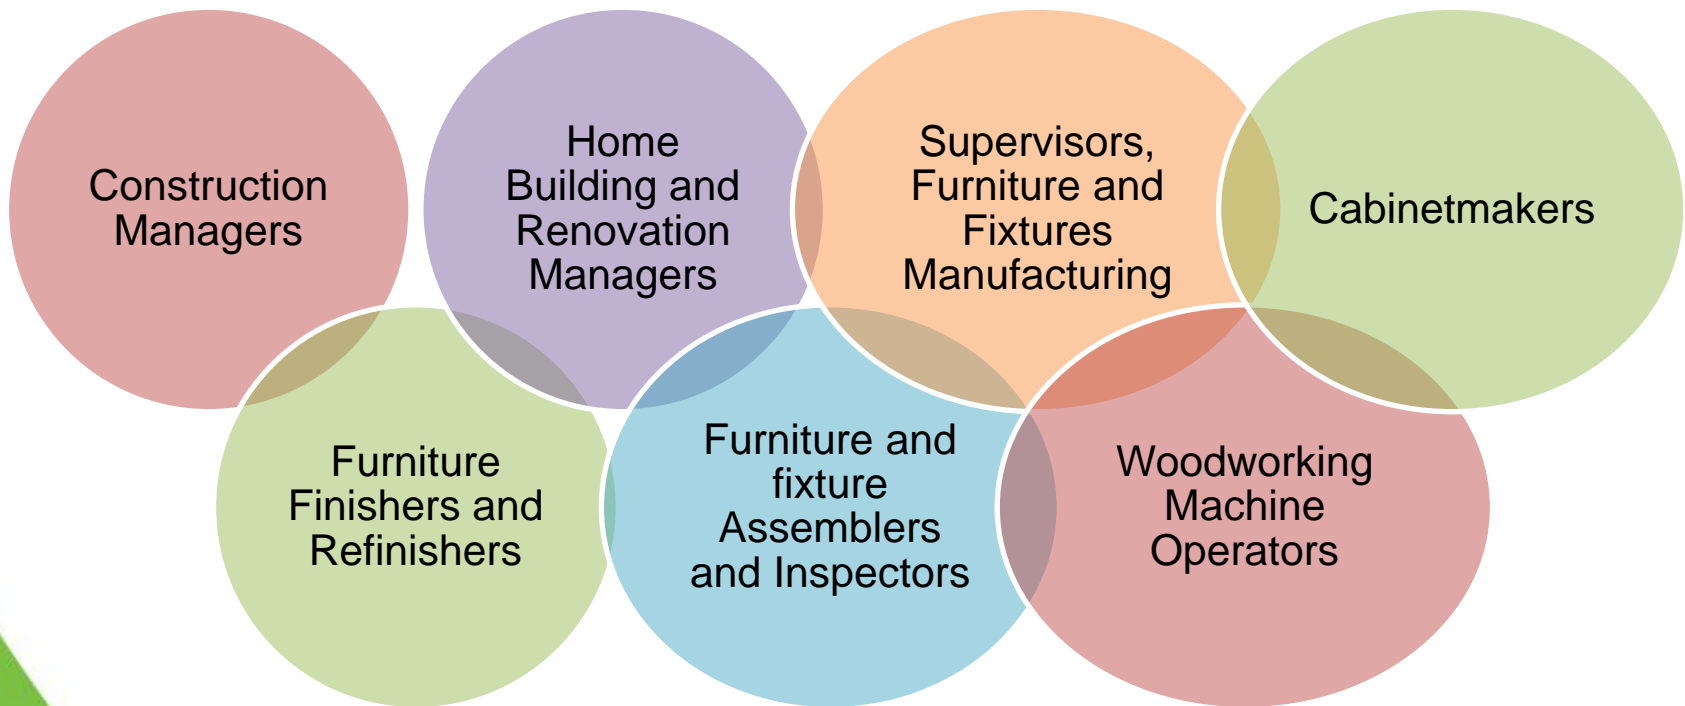 Construction
Managers
Home
Building and
Renovation
Managers
Supervisors,
Furniture and
Fixtures
Manufacturing
Cabinetmakers
Furniture
Finishers and
Refinishers
Furniture and
fixture
Assemblers
and Inspectors
Woodworking
Machine
Operators